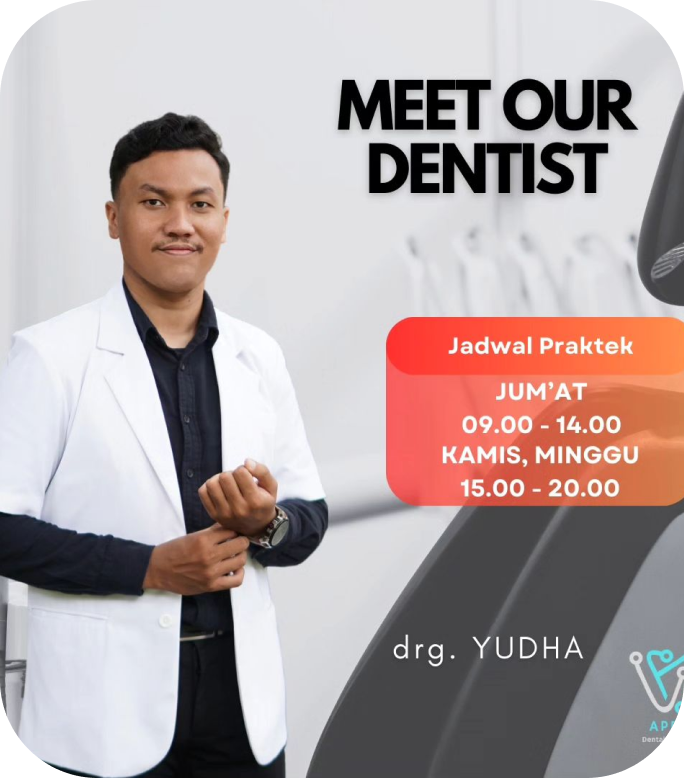 MEET OUR
DENTIST
Jadwal Praktek
JUM’AT
09.00 - 14.00
KAMIS, MINGGU
15.00 - 20.00
drg. YUDHA